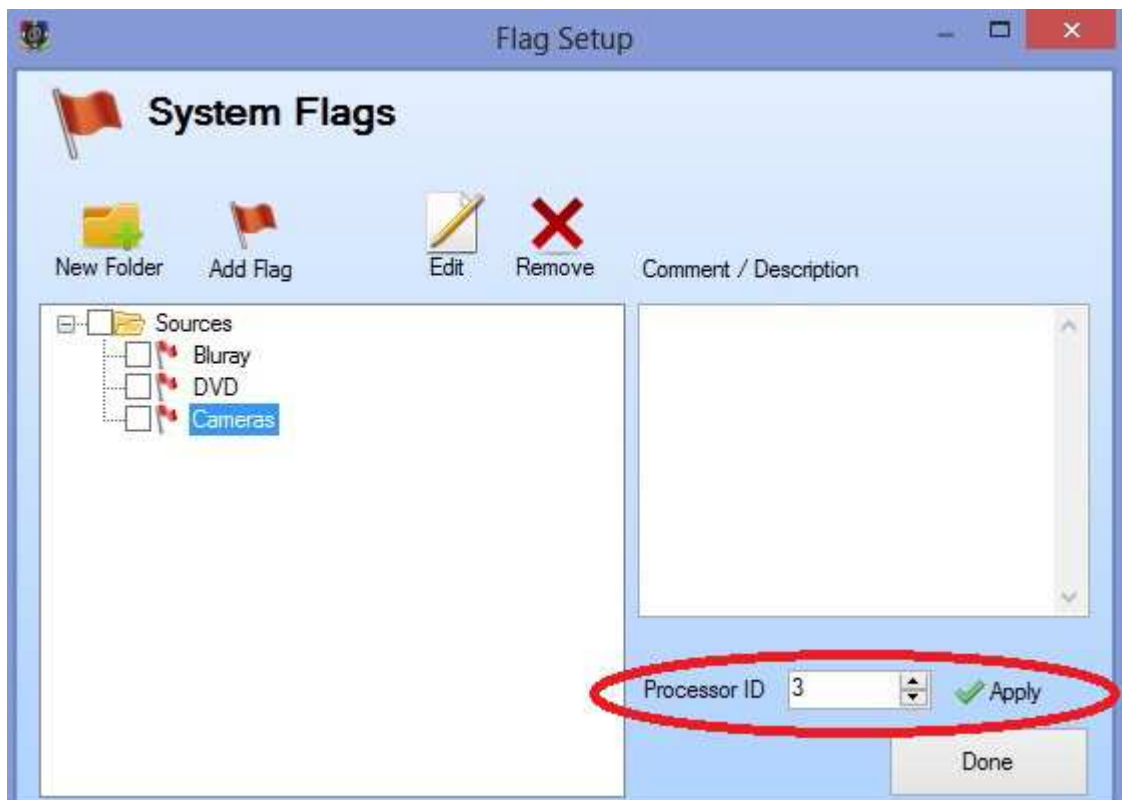 Flag Setup
System Flags
New Folder Add Flag Edit Remove Comment / Description
Sources
Bluray
DVD
Cameras
Processor ID 3 Apply
Done